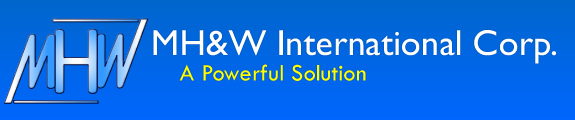 MHW
MH&W International Corp.
A Powerful Solution